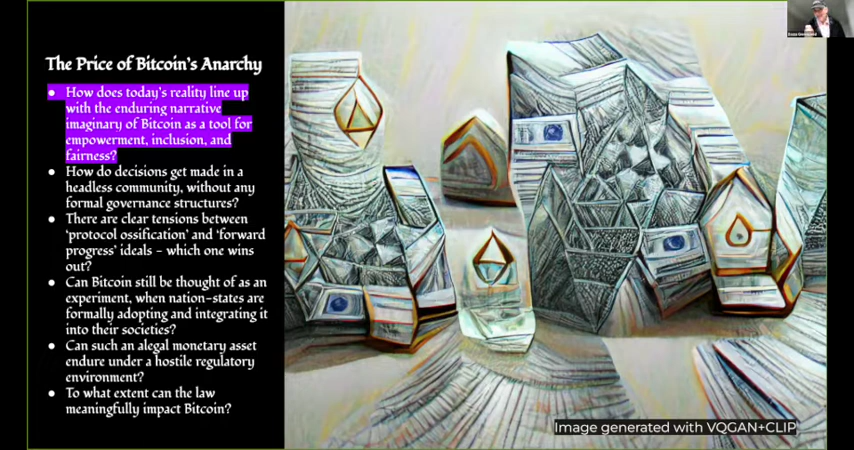 The Price of Bitcoin's Anarchy
● How does today's reality line up
with the enduring narrative
imaginary of Bitcoin as a tool for
empowerment, inclusion, and
fairness?
● How do decisions get made in a
headless community, without any
formal governance structures?
● There are clear tensions between
'protocol ossification' and 'forward
progress' ideals - which one wins
out?
● Can Bitcoin still be thought of as an
experiment, when nation-states are
formally adopting and integrating it
into their societies?
● Can such an alegal monetary asset
endure under a hostile regulatory
environment?
● To what extent can the law
meaningfully impact Bitcoin?
Image generated with VQGAN+CLIP